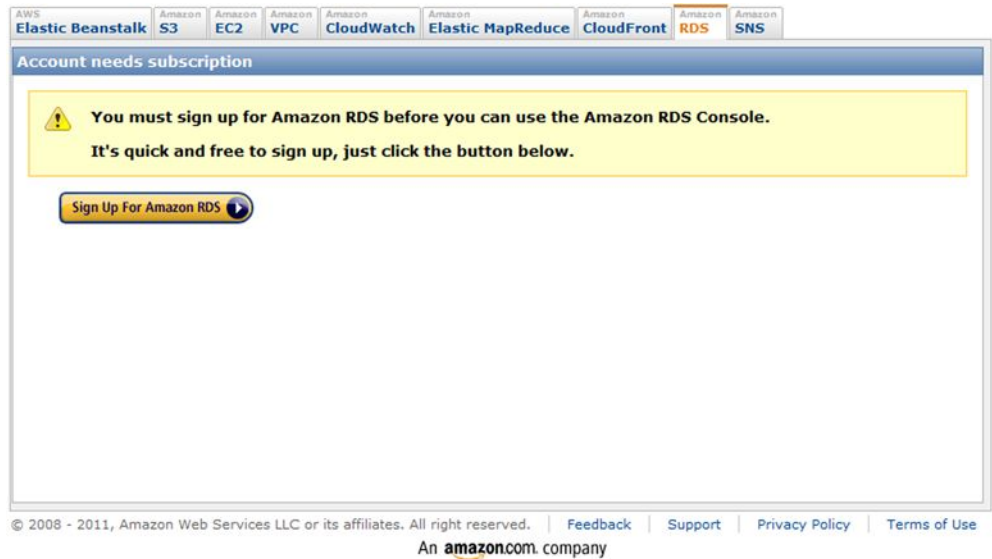 AWS Amazon Amazon Amazon Amazon Amazon Amazon Amazon Amazon
Elastic Beanstalk S3 EC2 VPC CloudWatch Elastic MapReduce CloudFront RDS SNS
Account needs subscription
You must sign up for Amazon RDS before you can use the Amazon RDS Console.
It's quick and free to sign up, just click the button below.
Sign Up For Amazon RDS
© 2008 - 2011, Amazon Web Services LLC or its affiliates. All right reserved. Feedback Support Privacy Policy Terms of Use
An amazon.com. company